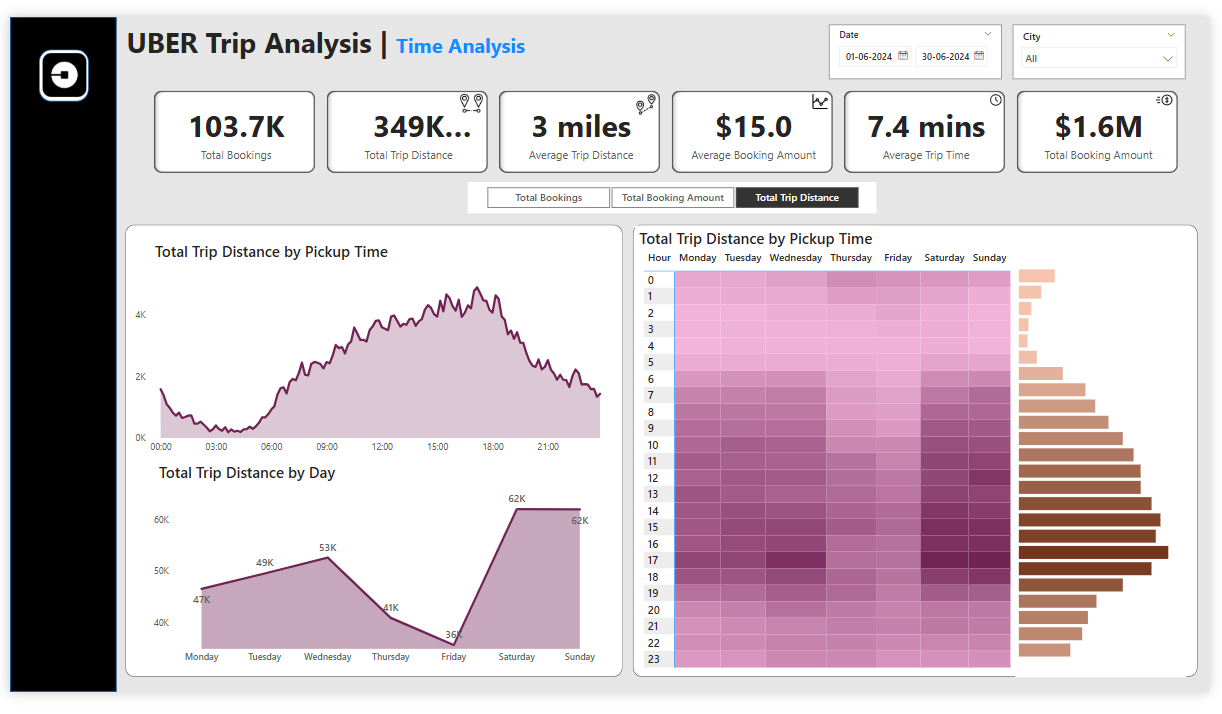 UBER Trip Analysis | Time Analysis
Date
01-06-2024 30-06-2024
City
All
103.7K
Total Bookings
349K...
Total Trip Distance
3 miles
Average Trip Distance
$15.0
Average Booking Amount
7.4 mins
Average Trip Time
$1.6M
Total Booking Amount
Total Bookings Total Booking Amount Total Trip Distance
Total Trip Distance by Pickup Time
4K
2K
0K
00:00 03:00 06:00 09:00 12:00 15:00 18:00 21:00
Total Trip Distance by Day
60K
50K
40K
47K
49K
53K
41K
36K
62K
62K
Monday Tuesday Wednesday Thursday Friday Saturday Sunday
Total Trip Distance by Pickup Time
Hour Monday Tuesday Wednesday Thursday Friday Saturday Sunday
0
1
2
3
4
5
6
7
8
9
10
11
12
13
14
15
16
17
18
19
20
21
22
23